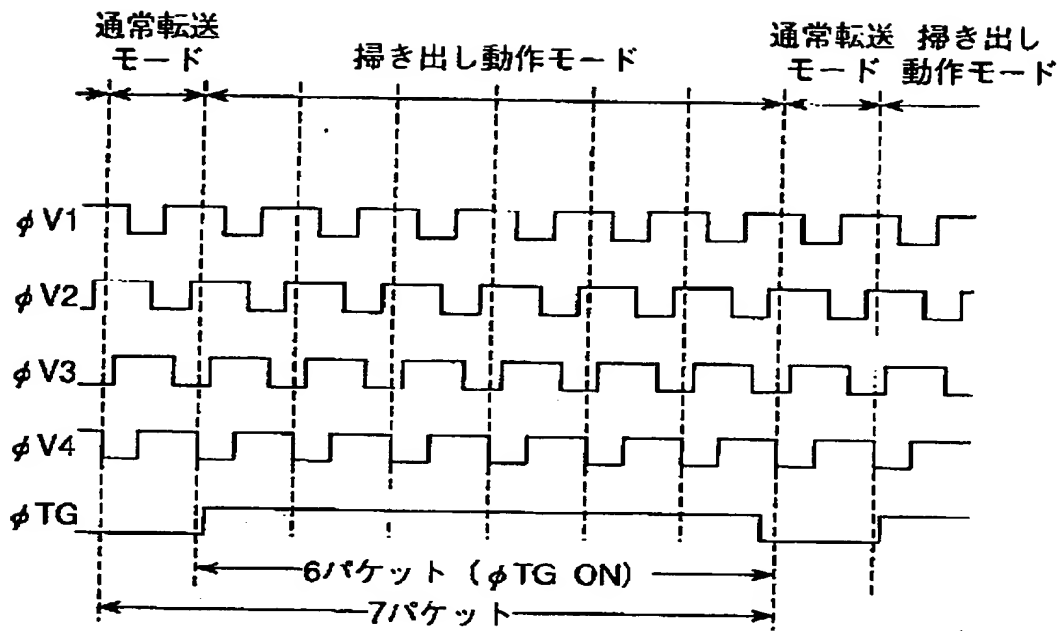 通常転送
モード
掃き出し動作モード
通常転送
モード
掃き出し
動作モード
φV1
φV2
φV3
φV4
φTG
6パケット (φTG ON)
7パケット